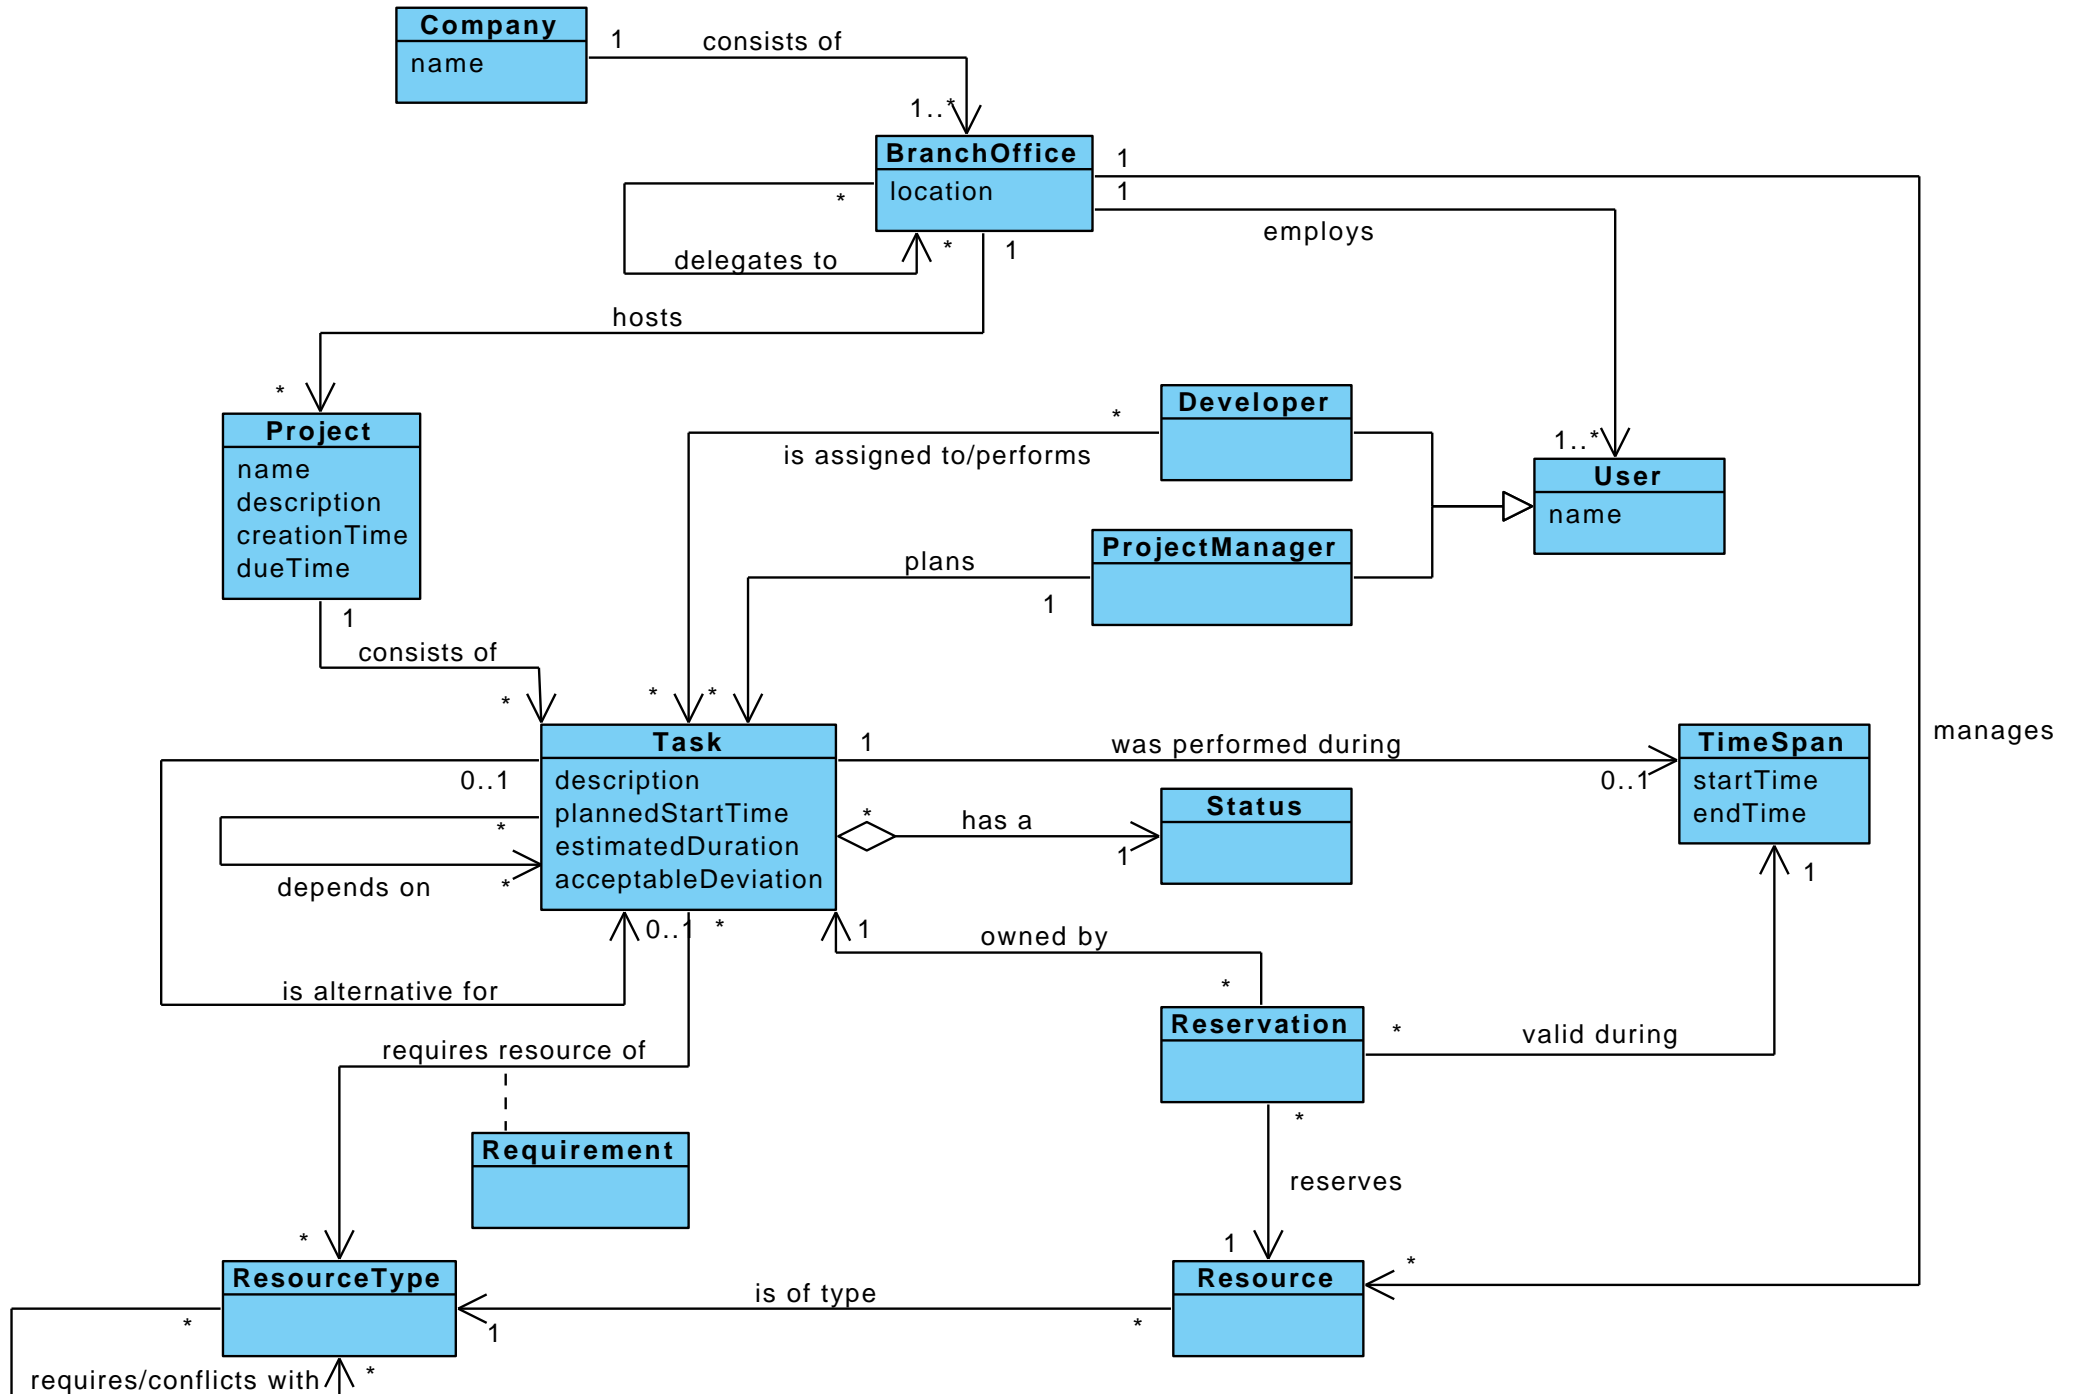 Company
name
1
consists of
1..*
BranchOffice
location
1
1
*
*
1
delegates to
employs
hosts
*
Project
name
description
creationTime
dueTime
1
consists of
*
Developer
*
is assigned to/performs
1..*
User
name
ProjectManager
plans
1
*
*
Task
description
plannedStartTime
estimatedDuration
acceptableDeviation
1
was performed during
0..1
TimeSpan
startTime
endTime
manages
0..1
*
depends on
*
*
has a
1
Status
1
0..1
*
1
owned by
*
is alternative for
Reservation
*
valid during
requires resource of
*
Requirement
reserves
*
1
*
ResourceType
is of type
Resource
*
1
*
requires/conflicts with
*